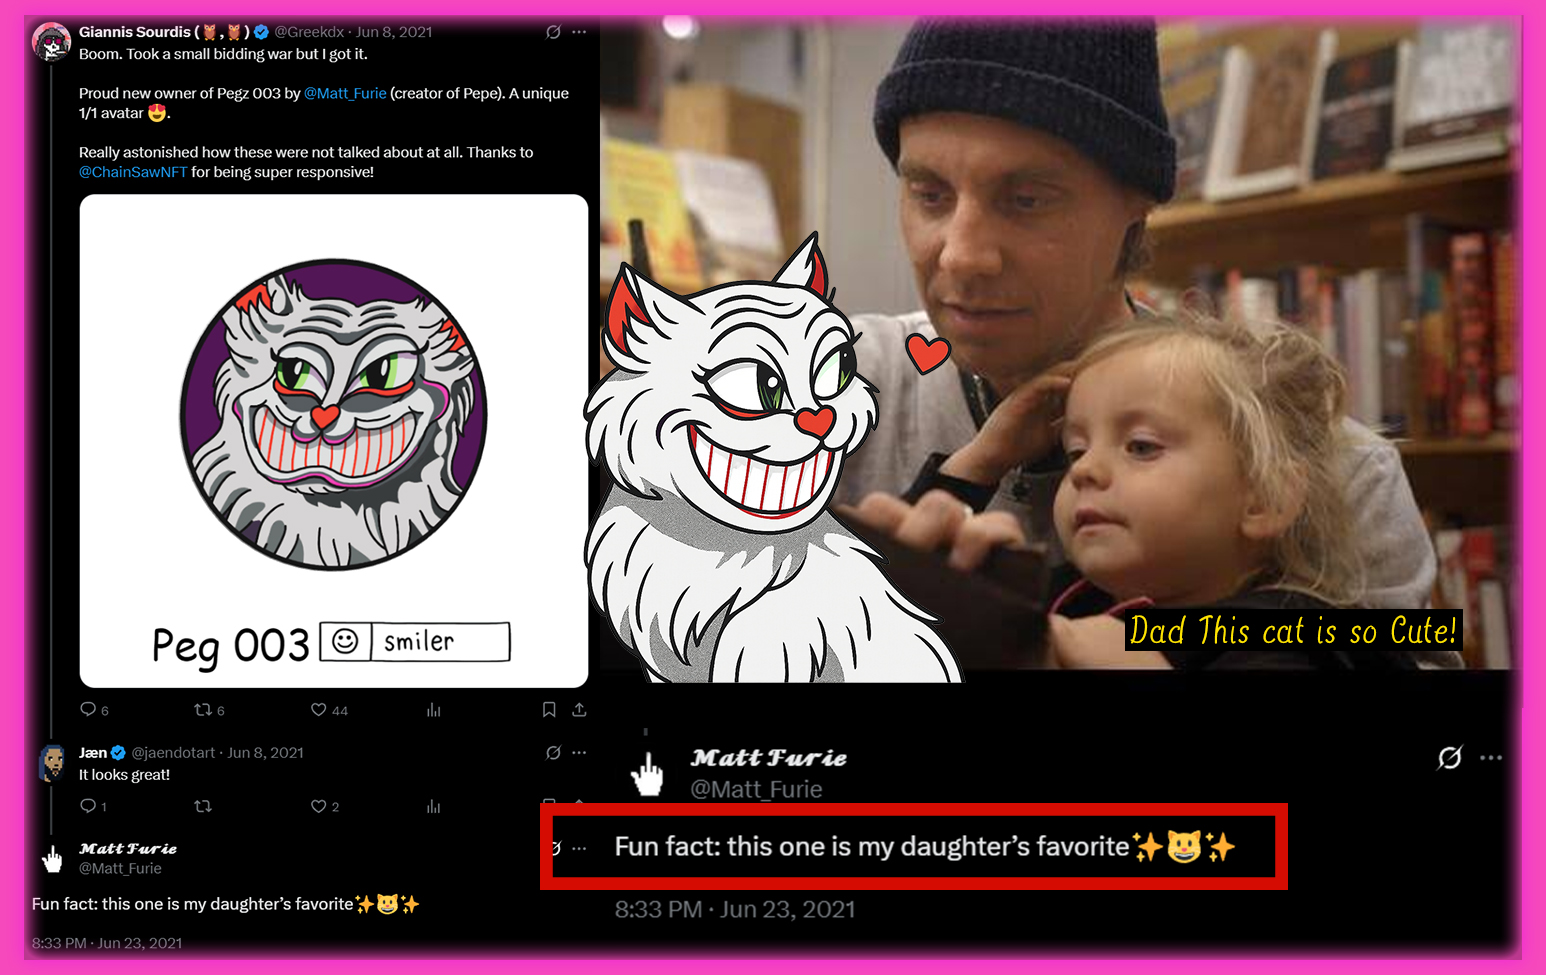 Giannis Sourdis (🦉,🦉) @Greekdx · Jun 8, 2021
Boom. Took a small bidding war but I got it.
Proud new owner of Pegz 003 by @Matt_Furie (creator of Pepe). A unique
1/1 avatar 😍.
Really astonished how these were not talked about at all. Thanks to
@ChainSawNFT for being super responsive!
Peg 003 smiler
6 6 44
Jæn @jaendotart · Jun 8, 2021
It looks great!
1 2
Matt Furie
@Matt_Furie
Fun fact: this one is my daughter’s favorite✨😺✨
8:33 PM · Jun 23, 2021
Dad This cat is so Cute!
Matt Furie
@Matt_Furie
Fun fact: this one is my daughter’s favorite✨😺✨
8:33 PM · Jun 23, 2021